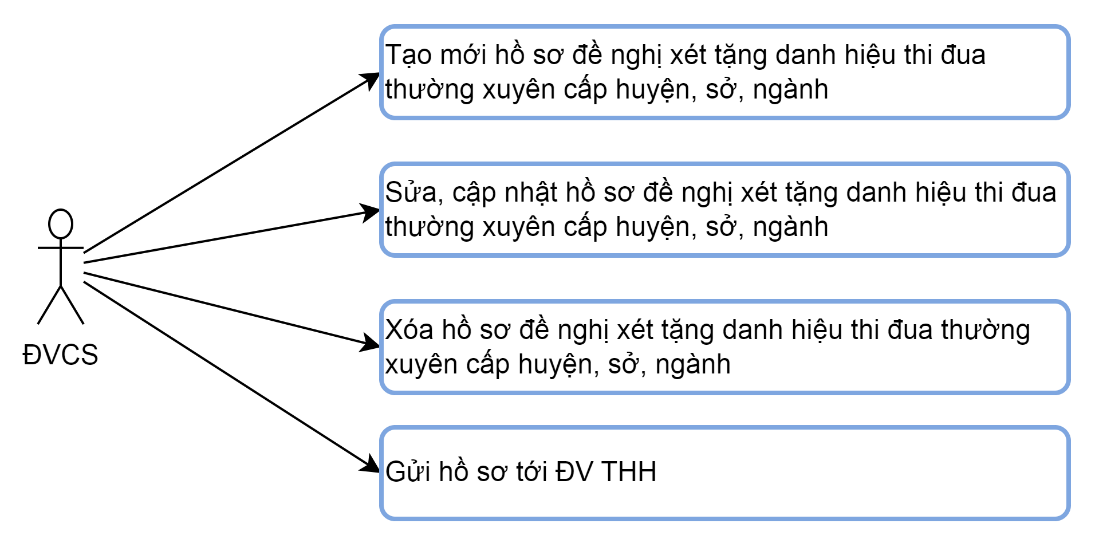 Tạo mới hồ sơ đề nghị xét tặng danh hiệu thi đua
thường xuyên cấp huyện, sở, ngành
Sửa, cập nhật hồ sơ đề nghị xét tặng danh hiệu thi đua
thường xuyên cấp huyện, sở, ngành
ĐVCS
Xóa hồ sơ đề nghị xét tặng danh hiệu thi đua thường
xuyên cấp huyện, sở, ngành
Gửi hồ sơ tới ĐV THH